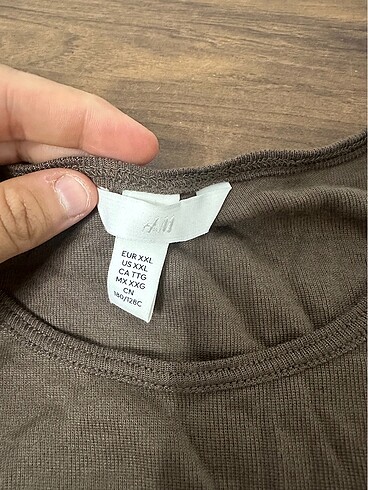 H&M
EUR XXL
US XXL
CA TTG
MX XXG
CN
180/128C